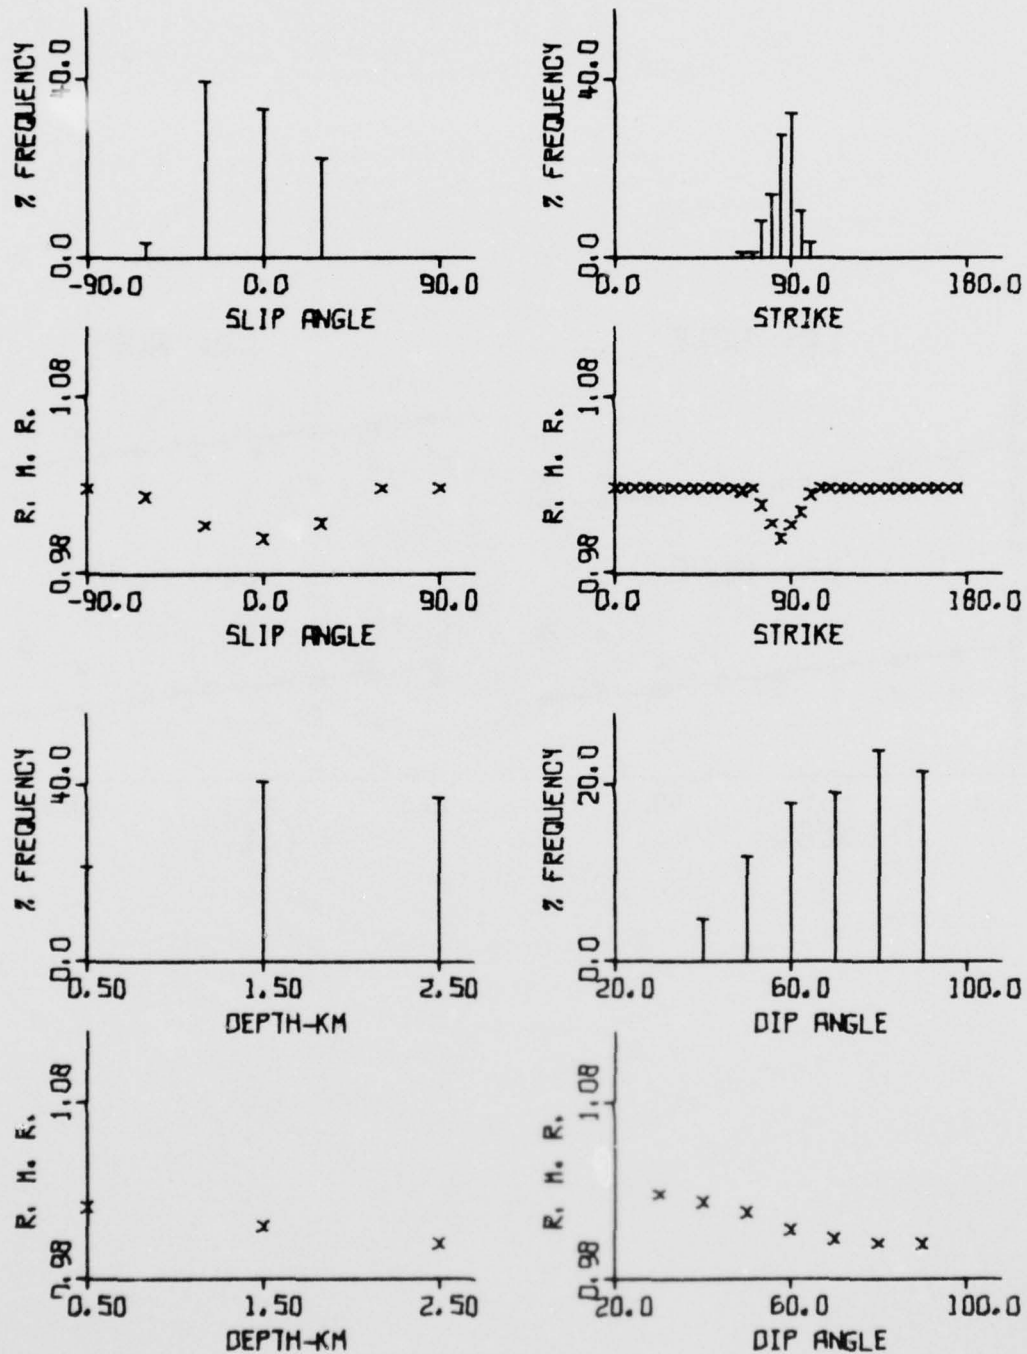 % FREQUENCY
40.0
0.0
-90.0 0.0 90.0
SLIP ANGLE
% FREQUENCY
40.0
0.0 90.0 180.0
STRIKE
R. M. R.
1.08
0.98
-90.0 0.0 90.0
SLIP ANGLE
R. M. R.
1.08
0.98
0.0 90.0 180.0
STRIKE
% FREQUENCY
40.0
0.0
0.50 1.50 2.50
DEPTH-KM
% FREQUENCY
20.0
0.0
20.0 60.0 100.0
DIP ANGLE
R. M. R.
1.08
0.98
0.50 1.50 2.50
DEPTH-KM
R. M. R.
1.08
0.98
20.0 60.0 100.0
DIP ANGLE